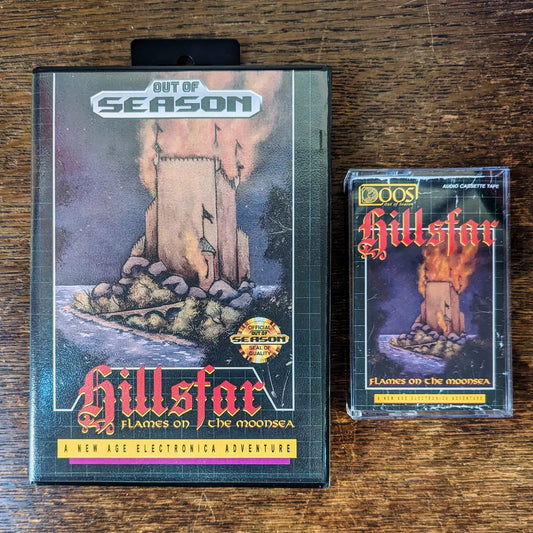 OUT OF
SEASON
OFFICIAL
OUT OF
SEASON
SEAL OF
QUALITY
Hillsfar
FLAMES ON THE MOONSEA
A NEW AGE ELECTRONICA ADVENTURE
OOS
Out of Season
AUDIO CASSETTE TAPE
Hillsfar
FLAMES ON THE MOONSEA
A NEW AGE ELECTRONICA ADVENTURE